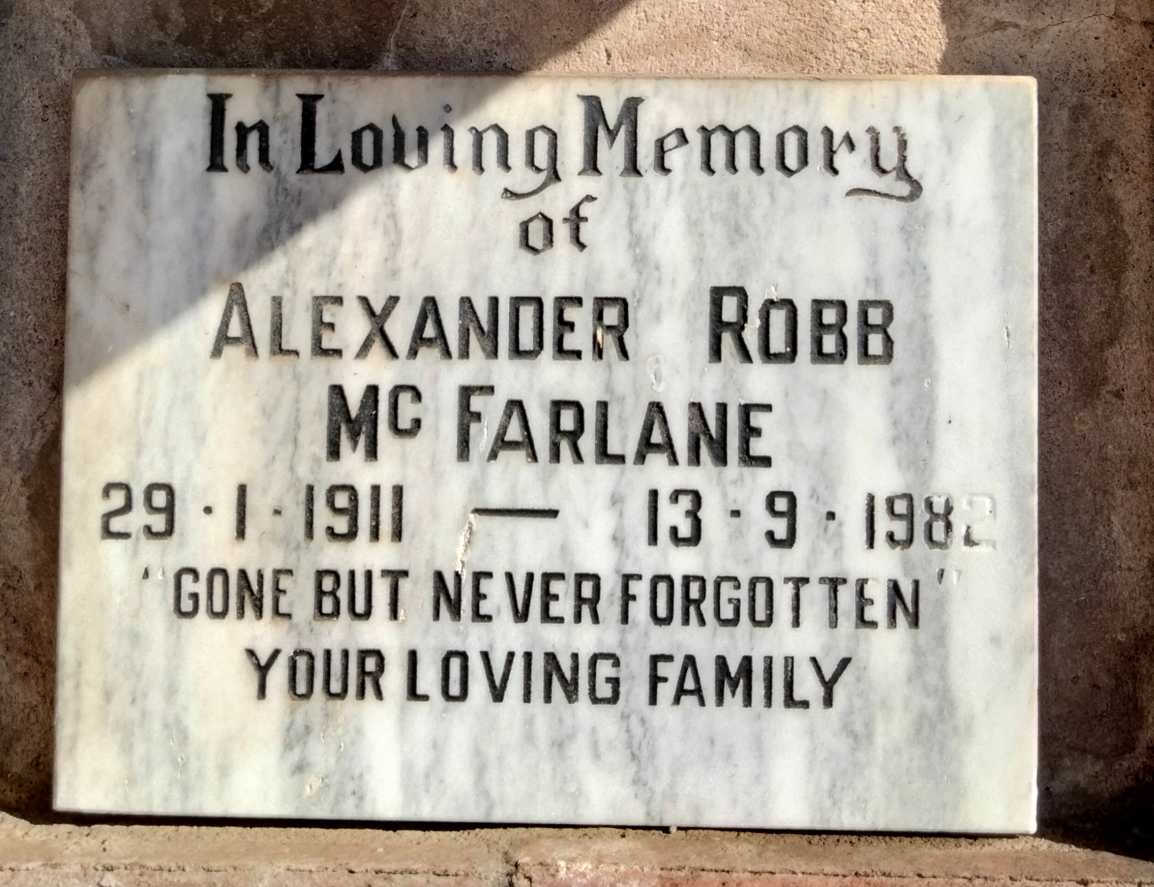 In Loving Memory
of
ALEXANDER ROBB
Mc FARLANE
29·1·1911 — 13·9·1982
"GONE BUT NEVER FORGOTTEN"
YOUR LOVING FAMILY